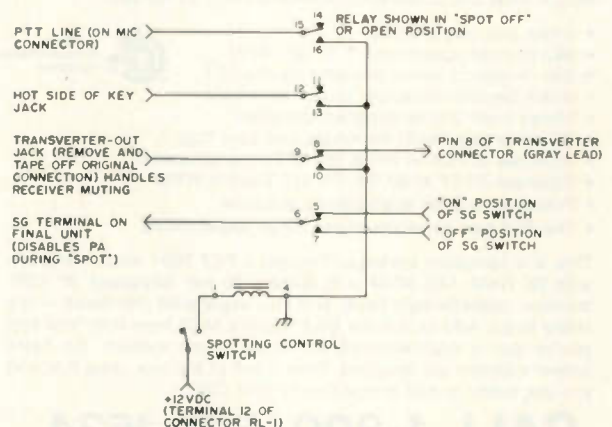 14
RELAY SHOWN IN "SPOT OFF"
OR OPEN POSITION
15
16
PTT LINE (ON MIC
CONNECTOR)
11
12
13
HOT SIDE OF KEY
JACK
TRANSVERTER-OUT
JACK (REMOVE AND
TAPE OFF ORIGINAL
CONNECTION) HANDLES
RECEIVER MUTING
8
9
10
PIN 8 OF TRANSVERTER
CONNECTOR (GRAY LEAD)
SG TERMINAL ON
FINAL UNIT
(DISABLES PA
DURING "SPOT")
5
6
7
"ON" POSITION
OF SG SWITCH
"OFF" POSITION
OF SG SWITCH
1
4
SPOTTING CONTROL
SWITCH
+12VDC
(TERMINAL 12 OF
CONNECTOR RL-1)